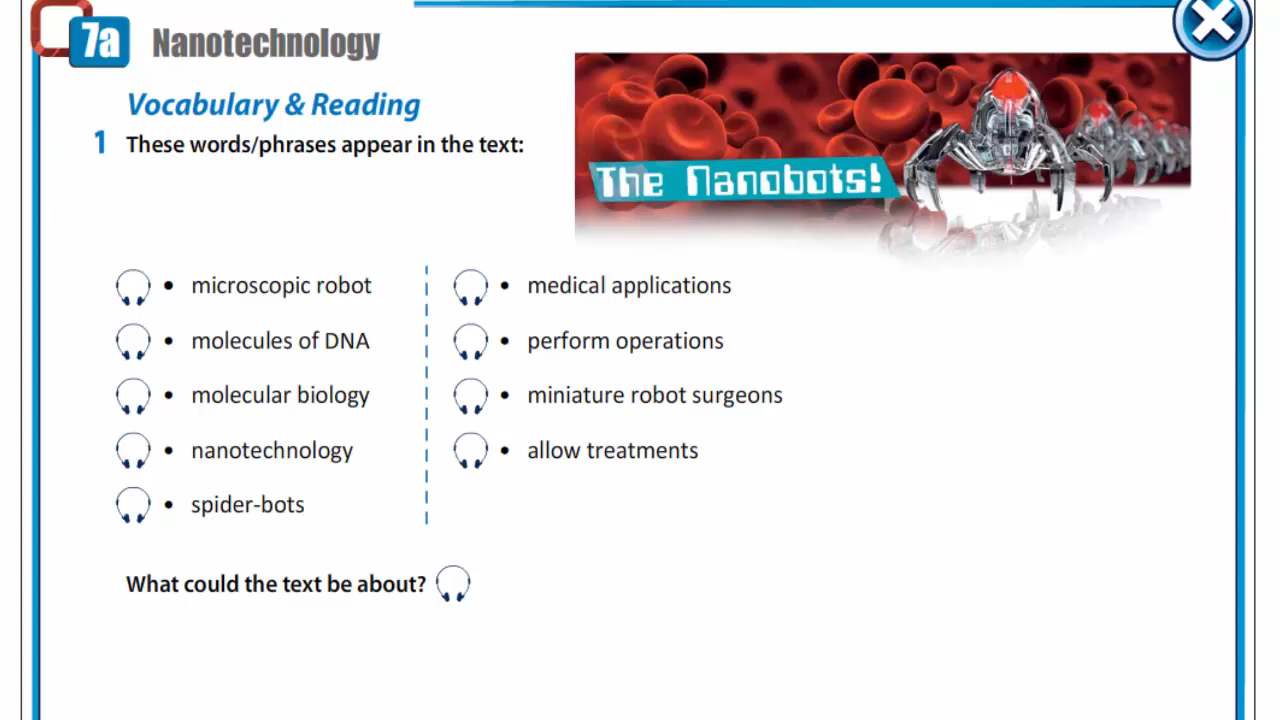 7a Nanotechnology
Vocabulary & Reading
1 These words/phrases appear in the text:
The Nanobots!
• microscopic robot
• molecules of DNA
• molecular biology
• nanotechnology
• spider-bots
• medical applications
• perform operations
• miniature robot surgeons
• allow treatments
What could the text be about?